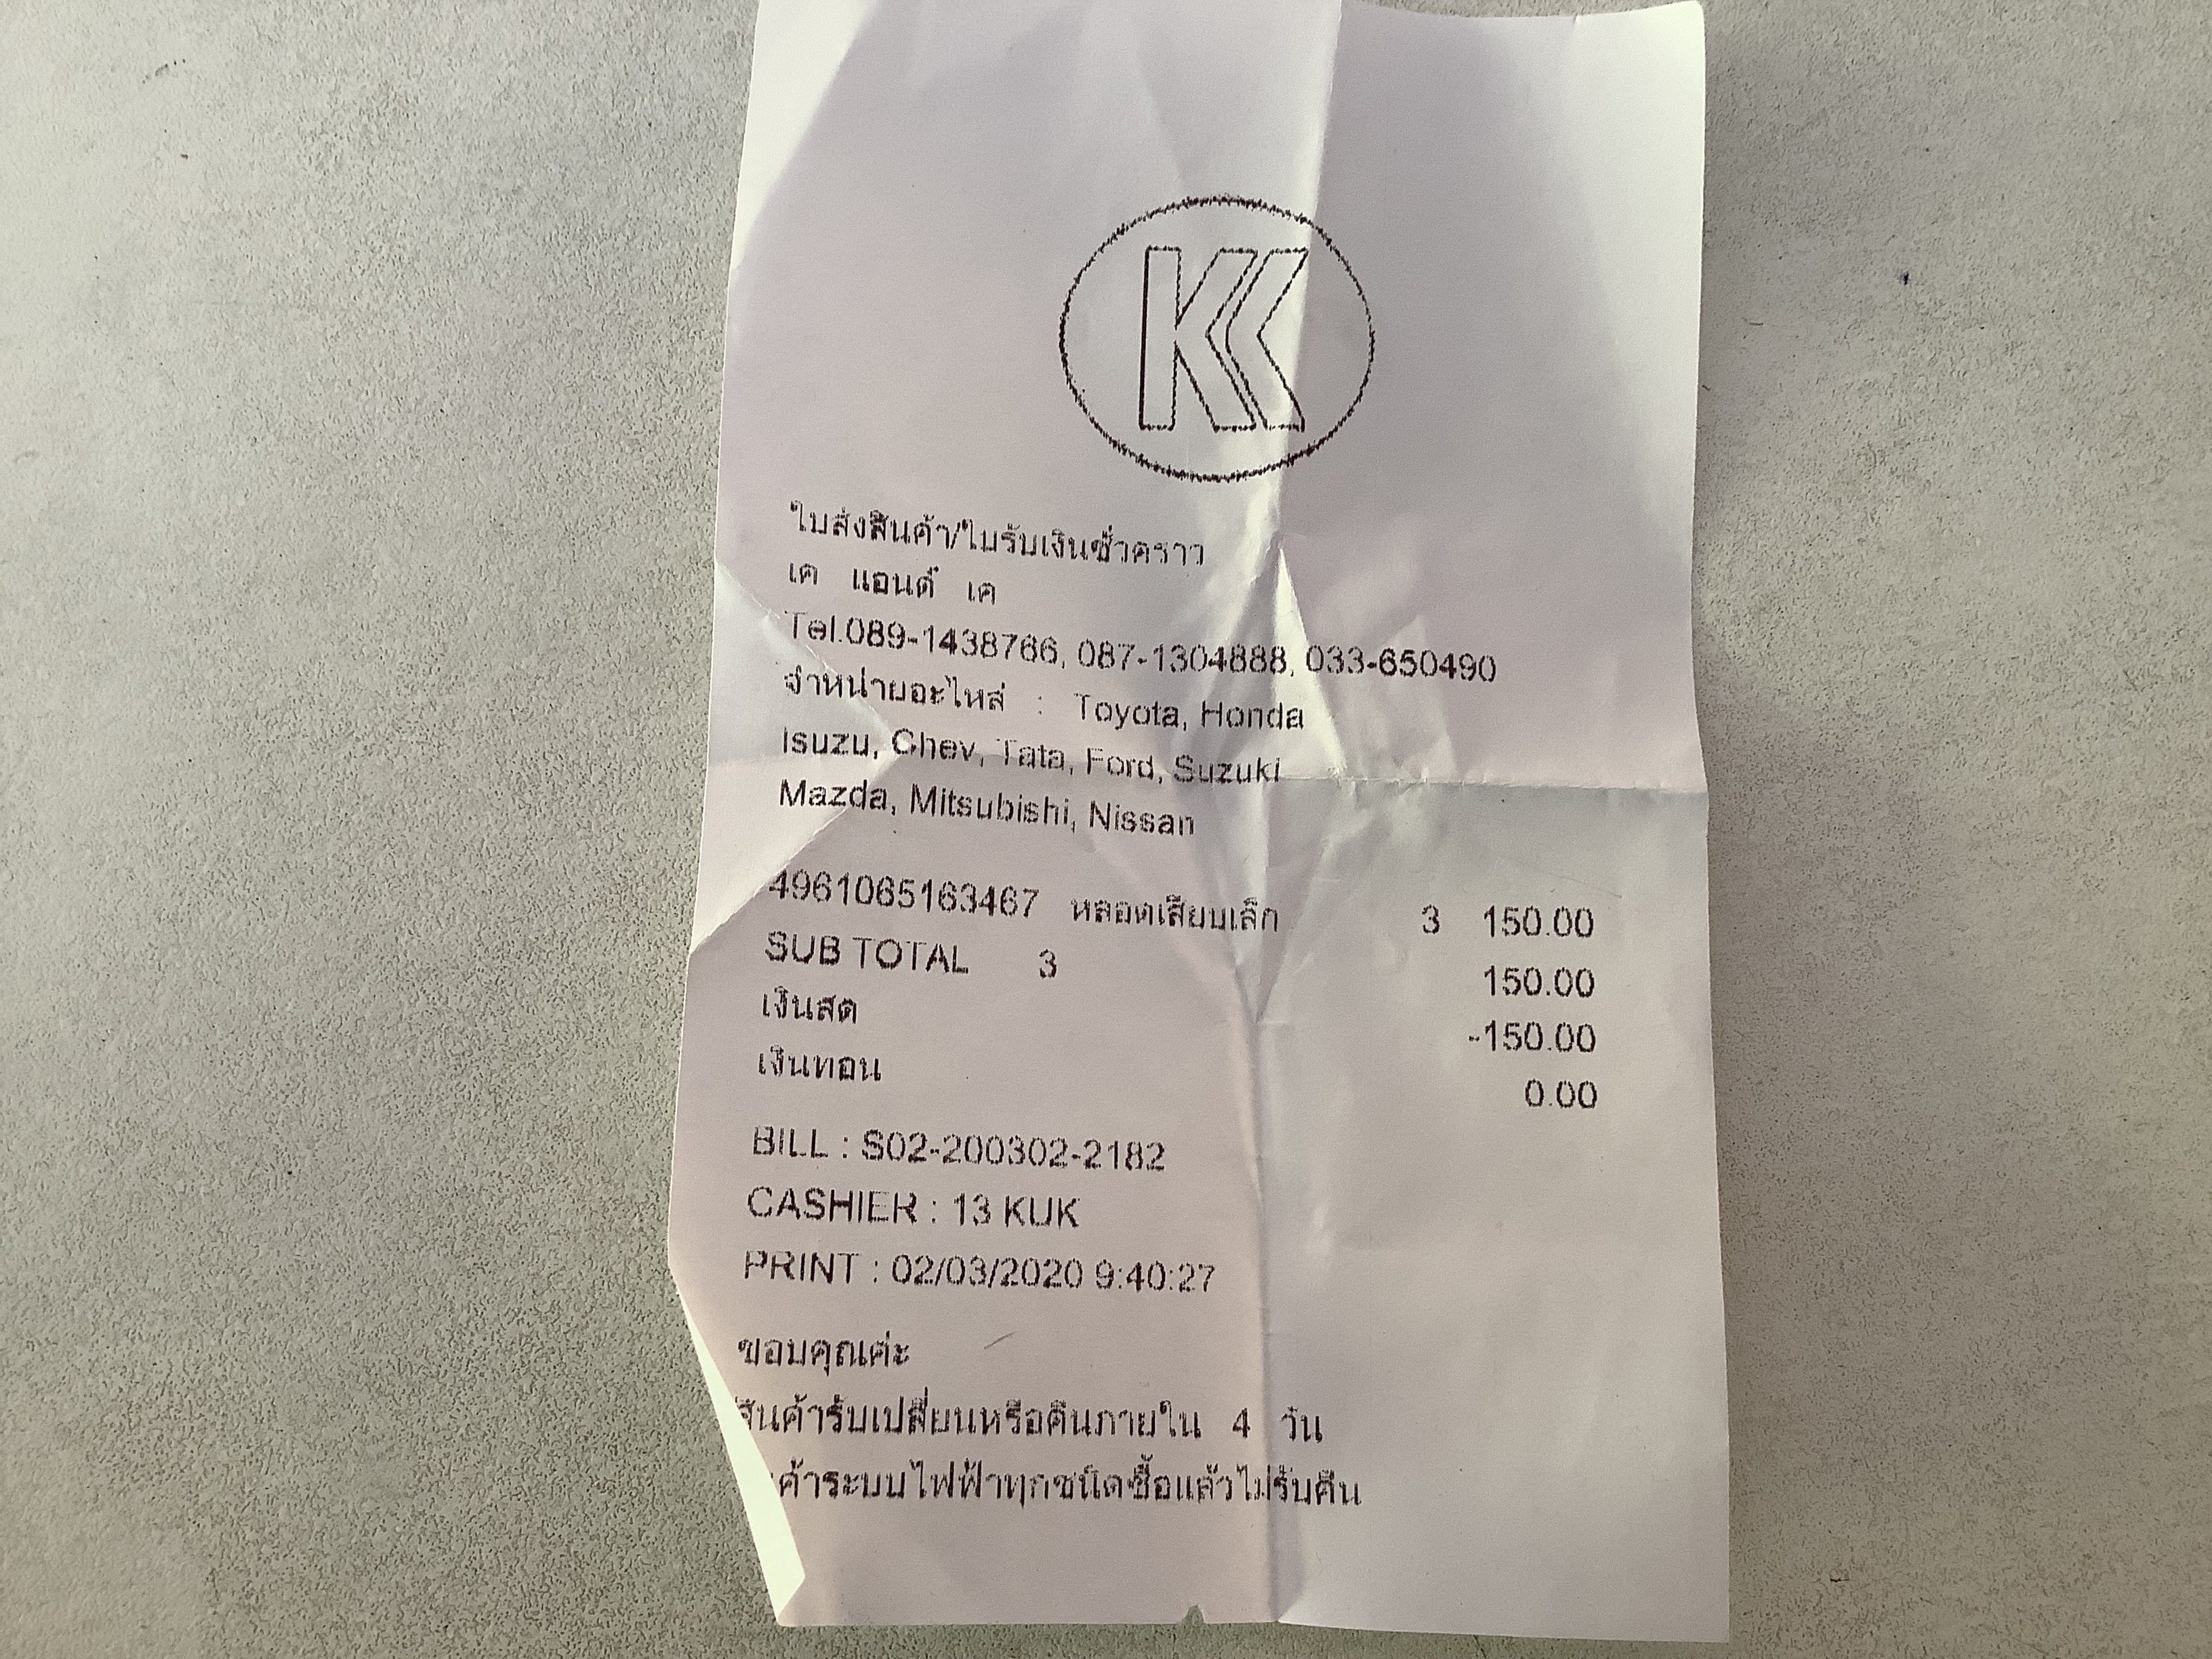 KK
ใบส่งสินค้า/ใบรับเงินชั่วคราว
เค แอนด์ เค
Tel.089-1438766, 087-1304888, 033-650490
จำหน่ายอะไหล่ : Toyota, Honda
Isuzu, Chev, Tata, Ford, Suzuki
Mazda, Mitsubishi, Nissan
4961065163467 หลอดเสียบเล็ก 3 150.00
SUB TOTAL 3 150.00
เงินสด -150.00
เงินทอน 0.00
BILL : S02-200302-2182
CASHIER : 13 KUK
PRINT : 02/03/2020 9:40:27
ขอบคุณค่ะ
สินค้ารับเปลี่ยนหรือคืนภายใน 4 วัน
ค้าระบบไฟฟ้าทุกชนิดซื้อแล้วไม่รับคืน